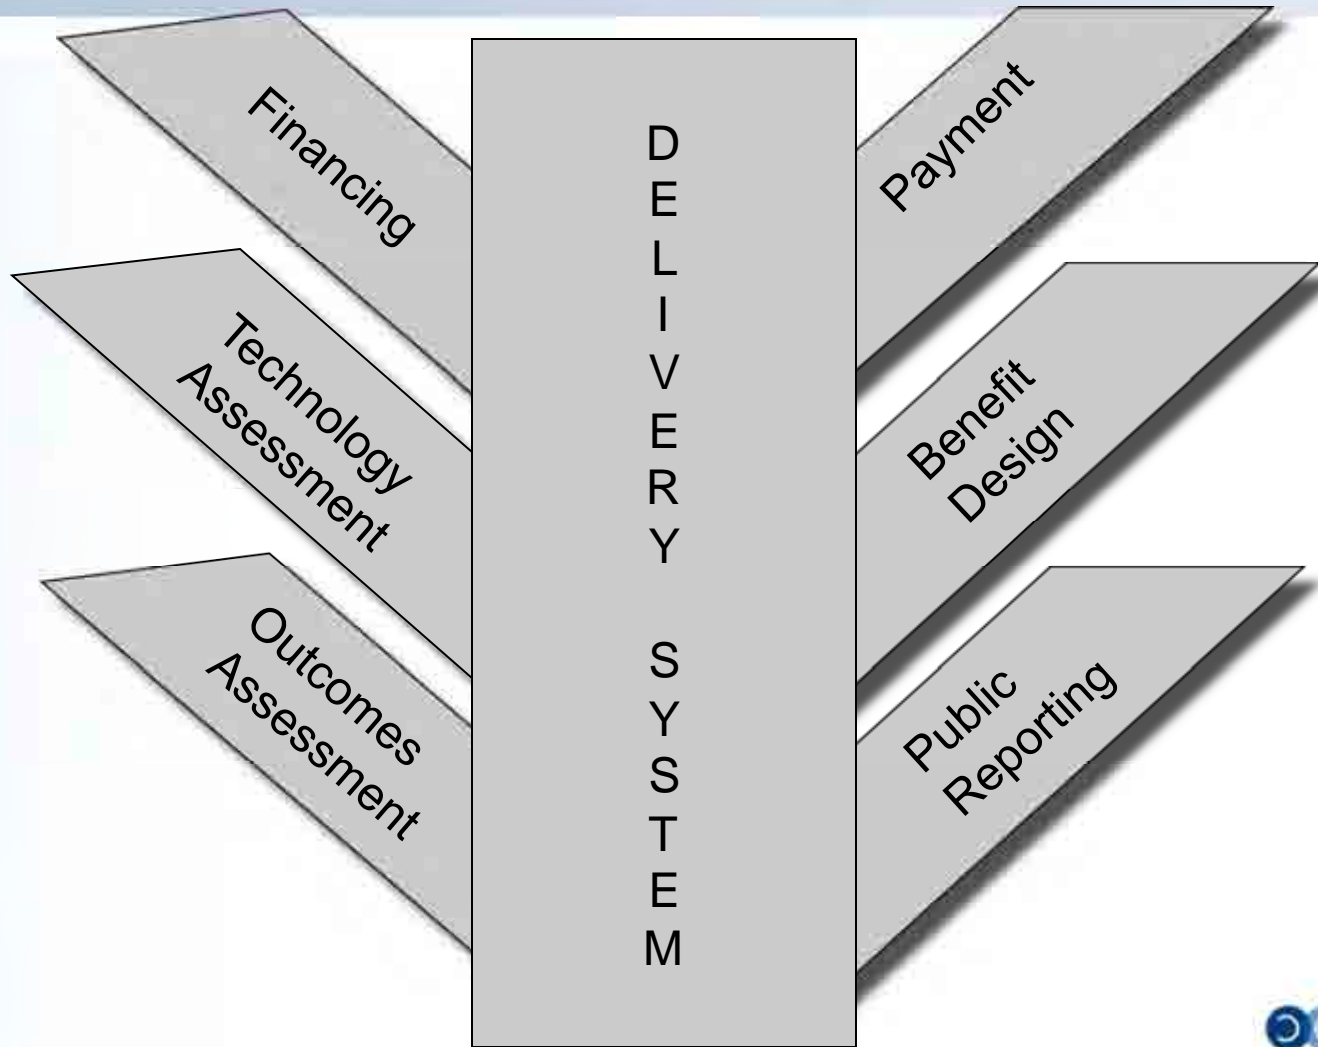 Financing
Technology
Assessment
Outcomes
Assessment
D
E
L
I
V
E
R
Y
S
Y
S
T
E
M
Payment
Benefit
Design
Public
Reporting